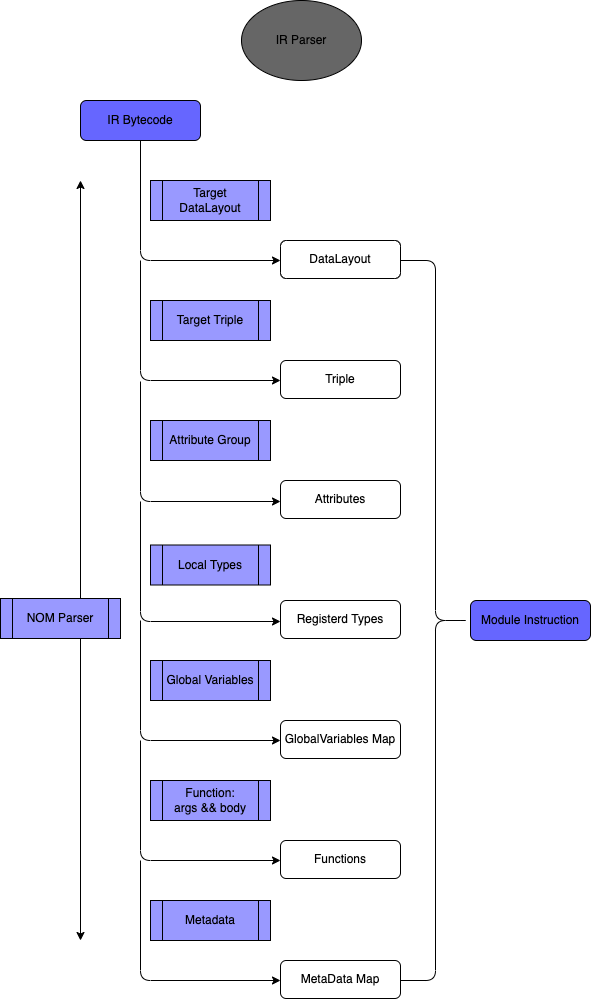 IR Parser
IR Bytecode
Target
DataLayout
DataLayout
Target Triple
Triple
Attribute Group
Attributes
Local Types
NOM Parser
Registerd Types
Module Instruction
Global Variables
GlobalVariables Map
Function:
args && body
Functions
Metadata
MetaData Map